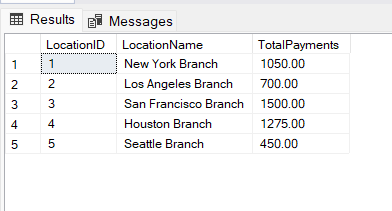 Results Messages
LocationID LocationName TotalPayments
1 1 New York Branch 1050.00
2 2 Los Angeles Branch 700.00
3 3 San Francisco Branch 1500.00
4 4 Houston Branch 1275.00
5 5 Seattle Branch 450.00